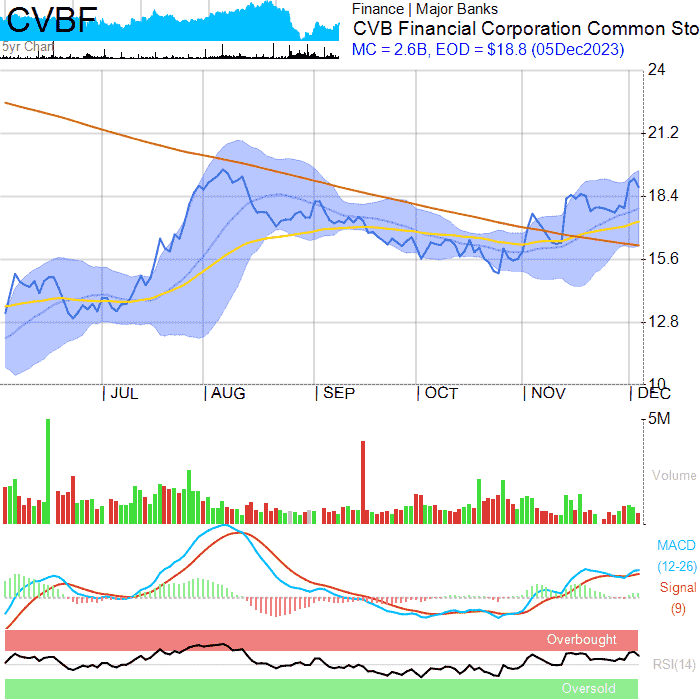 CVBF
5yr Chart
Finance | Major Banks
CVB Financial Corporation Common Sto
MC = 2.6B, EOD = $18.8 (05Dec2023)
24
21.2
18.4
15.6
12.8
10
| JUL | AUG | SEP | OCT | NOV | DEC
5M
Volume
MACD
(12-26)
Signal
(9)
Overbought
RSI(14)
Oversold